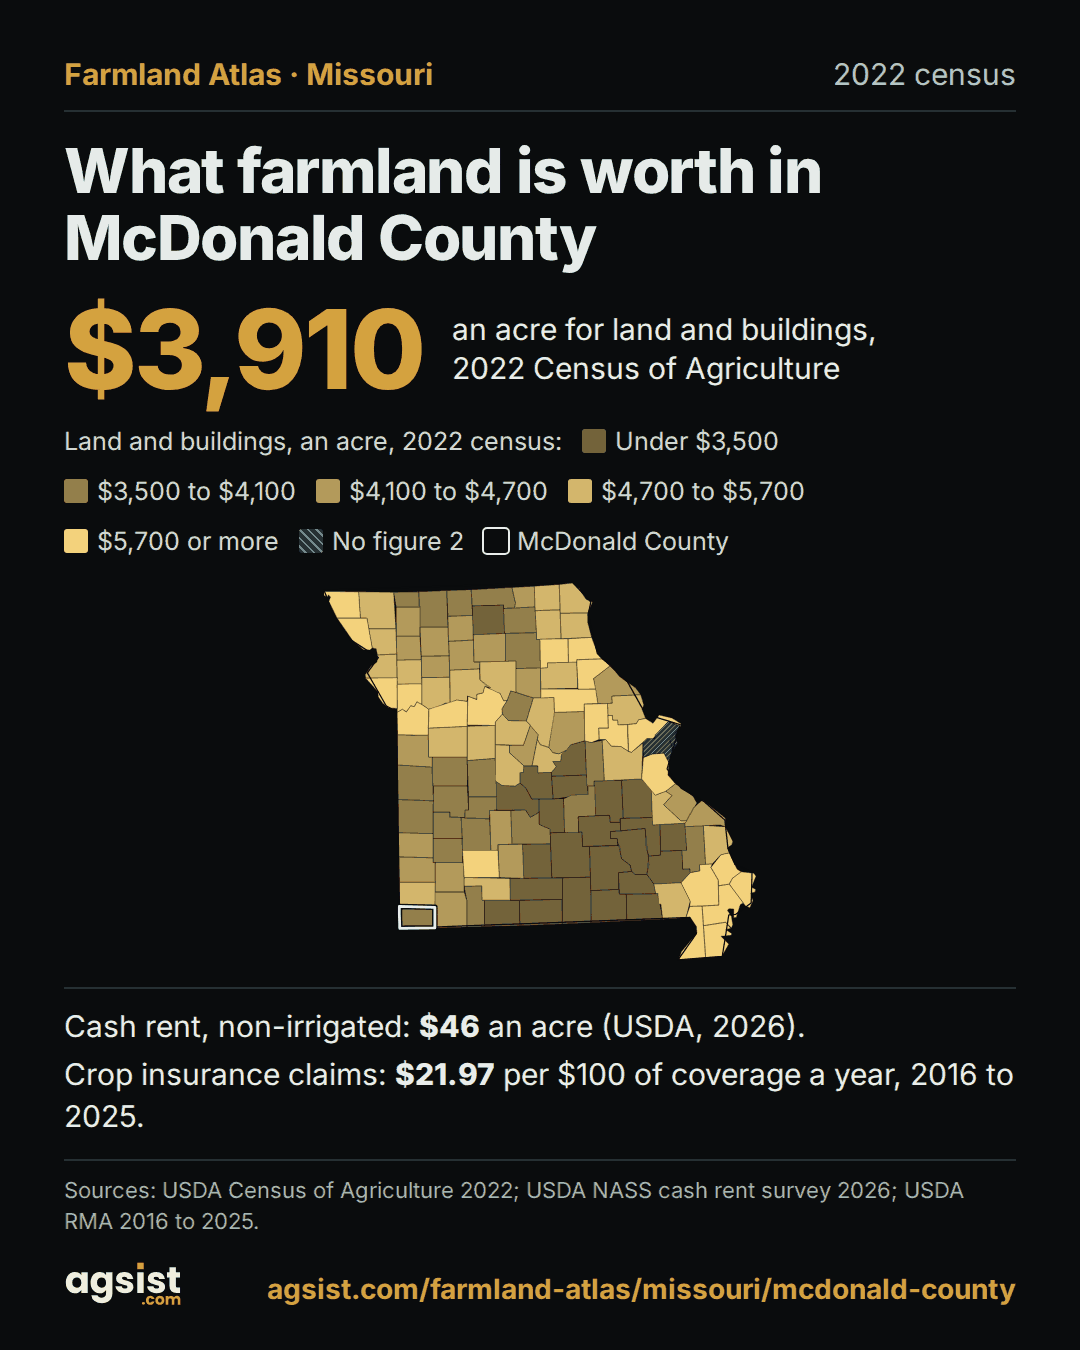 Farmland Atlas · Missouri
2022 census
What farmland is worth in
McDonald County
$3,910
an acre for land and buildings,
2022 Census of Agriculture
Land and buildings, an acre, 2022 census: Under $3,500
$3,500 to $4,100 $4,100 to $4,700 $4,700 to $5,700
$5,700 or more No figure 2 McDonald County
Cash rent, non-irrigated: $46 an acre (USDA, 2026).
Crop insurance claims: $21.97 per $100 of coverage a year, 2016 to
2025.
Sources: USDA Census of Agriculture 2022; USDA NASS cash rent survey 2026; USDA
RMA 2016 to 2025.
agsist
.com
agsist.com/farmland-atlas/missouri/mcdonald-county